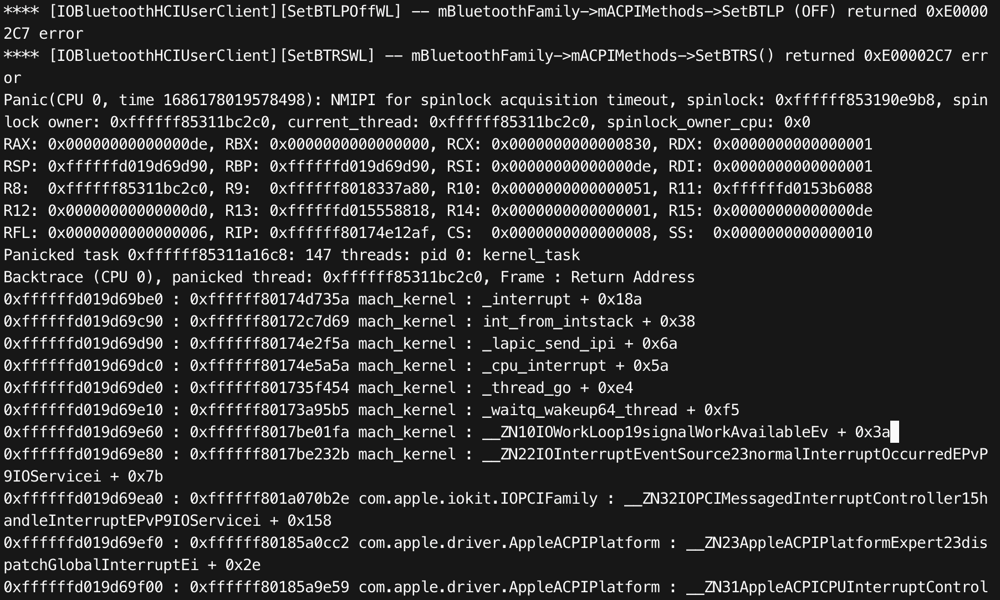 **** [IOBluetoothHCIUserClient][SetBTLPOffWL] -- mBluetoothFamily->mACPIMethods->SetBTLP (OFF) returned 0xE0000
2C7 error
**** [IOBluetoothHCIUserClient][SetBTRSWL] -- mBluetoothFamily->mACPIMethods->SetBTRS() returned 0xE00002C7 err
or
Panic(CPU 0, time 1686178019578498): NMIPI for spinlock acquisition timeout, spinlock: 0xffffff853190e9b8, spin
lock owner: 0xffffff85311bc2c0, current_thread: 0xffffff85311bc2c0, spinlock_owner_cpu: 0x0
RAX: 0x00000000000000de, RBX: 0x0000000000000000, RCX: 0x0000000000000830, RDX: 0x0000000000000001
RSP: 0xffffffd019d69d90, RBP: 0xffffffd019d69d90, RSI: 0x00000000000000de, RDI: 0x0000000000000001
R8:  0xffffff85311bc2c0, R9:  0xffffff8018337a80, R10: 0x0000000000000051, R11: 0xffffffd0153b6088
R12: 0x00000000000000d0, R13: 0xffffffd015558818, R14: 0x0000000000000001, R15: 0x00000000000000de
RFL: 0x0000000000000006, RIP: 0xffffff80174e12af, CS:  0x0000000000000008, SS:  0x0000000000000010
Panicked task 0xffffff85311a16c8: 147 threads: pid 0: kernel_task
Backtrace (CPU 0), panicked thread: 0xffffff85311bc2c0, Frame : Return Address
0xffffffd019d69be0 : 0xffffff80174d735a mach_kernel : _interrupt + 0x18a
0xffffffd019d69c90 : 0xffffff80172c7d69 mach_kernel : int_from_intstack + 0x38
0xffffffd019d69d90 : 0xffffff80174e2f5a mach_kernel : _lapic_send_ipi + 0x6a
0xffffffd019d69dc0 : 0xffffff80174e5a5a mach_kernel : _cpu_interrupt + 0x5a
0xffffffd019d69de0 : 0xffffff801735f454 mach_kernel : _thread_go + 0xe4
0xffffffd019d69e10 : 0xffffff80173a95b5 mach_kernel : _waitq_wakeup64_thread + 0xf5
0xffffffd019d69e60 : 0xffffff8017be01fa mach_kernel : __ZN10IOWorkLoop19signalWorkAvailableEv + 0x3a
0xffffffd019d69e80 : 0xffffff8017be232b mach_kernel : __ZN22IOInterruptEventSource23normalInterruptOccurredEPvP
9IOServicei + 0x7b
0xffffffd019d69ea0 : 0xffffff801a070b2e com.apple.iokit.IOPCIFamily : __ZN32IOPCIMessagedInterruptController15h
andleInterruptEPvP9IOServicei + 0x158
0xffffffd019d69ef0 : 0xffffff80185a0cc2 com.apple.driver.AppleACPIPlatform : __ZN23AppleACPIPlatformExpert23dis
patchGlobalInterruptEi + 0x2e
0xffffffd019d69f00 : 0xffffff80185a9e59 com.apple.driver.AppleACPIPlatform : __ZN31AppleACPICPUInterruptControl